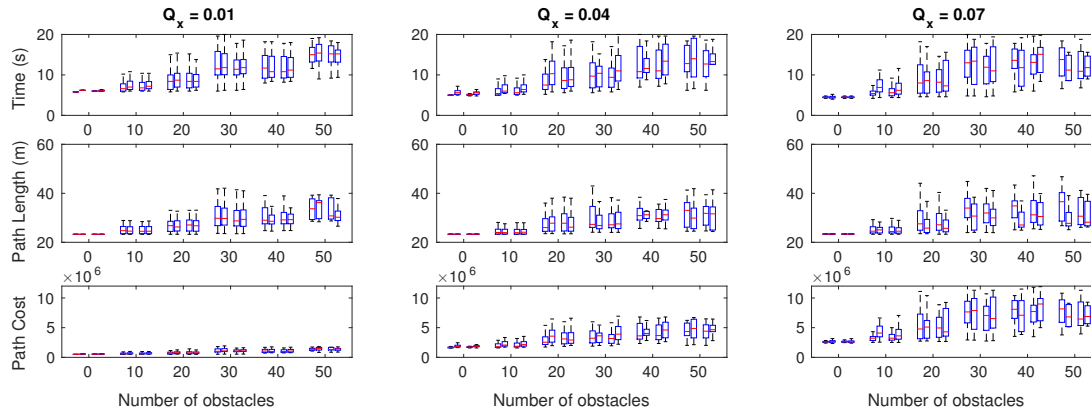 Q_x = 0.01 Q_x = 0.04 Q_x = 0.07
Time (s)
20 20 20
10 10 10
0 0 0
0 10 20 30 40 50 0 10 20 30 40 50 0 10 20 30 40 50
Path Length (m)
60 60 60
40 40 40
20 20 20
0 10 20 30 40 50 0 10 20 30 40 50 0 10 20 30 40 50
×10^6 ×10^6 ×10^6
Path Cost
10 10 10
5 5 5
0 0 0
0 10 20 30 40 50 0 10 20 30 40 50 0 10 20 30 40 50
Number of obstacles Number of obstacles Number of obstacles